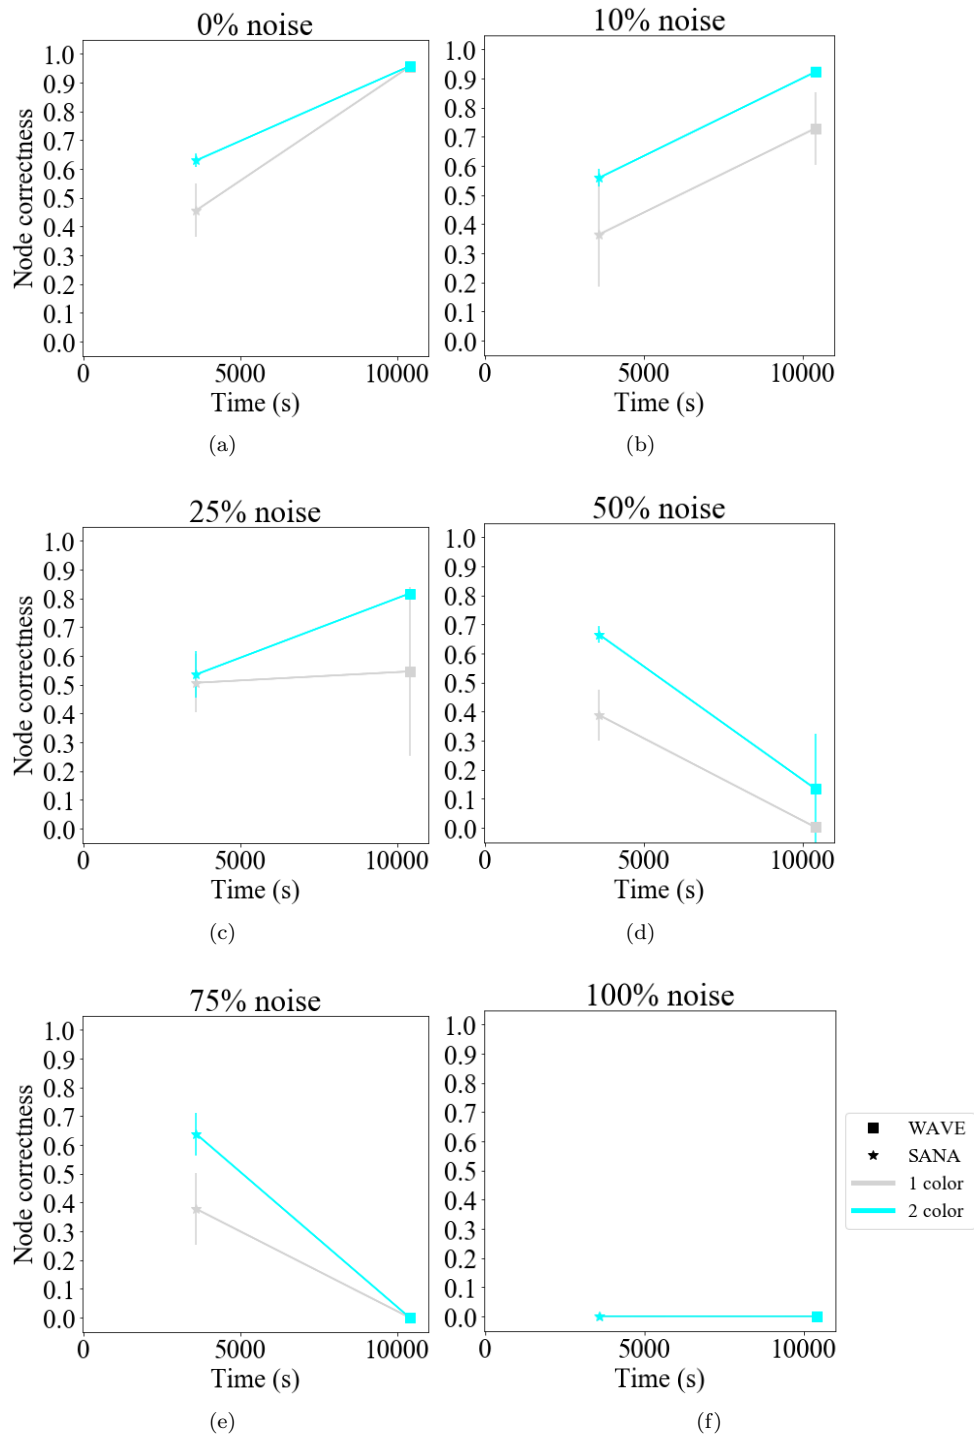 0% noise
1.0
0.9
0.8
0.7
0.6
0.5
0.4
0.3
0.2
0.1
0.0
Node correctness
0 5000 10000
Time (s)
(a)
10% noise
1.0
0.9
0.8
0.7
0.6
0.5
0.4
0.3
0.2
0.1
0.0
0 5000 10000
Time (s)
(b)
25% noise
1.0
0.9
0.8
0.7
0.6
0.5
0.4
0.3
0.2
0.1
0.0
Node correctness
0 5000 10000
Time (s)
(c)
50% noise
1.0
0.9
0.8
0.7
0.6
0.5
0.4
0.3
0.2
0.1
0.0
0 5000 10000
Time (s)
(d)
75% noise
1.0
0.9
0.8
0.7
0.6
0.5
0.4
0.3
0.2
0.1
0.0
Node correctness
0 5000 10000
Time (s)
(e)
100% noise
1.0
0.9
0.8
0.7
0.6
0.5
0.4
0.3
0.2
0.1
0.0
0 5000 10000
Time (s)
(f)
WAVE
SANA
1 color
2 color